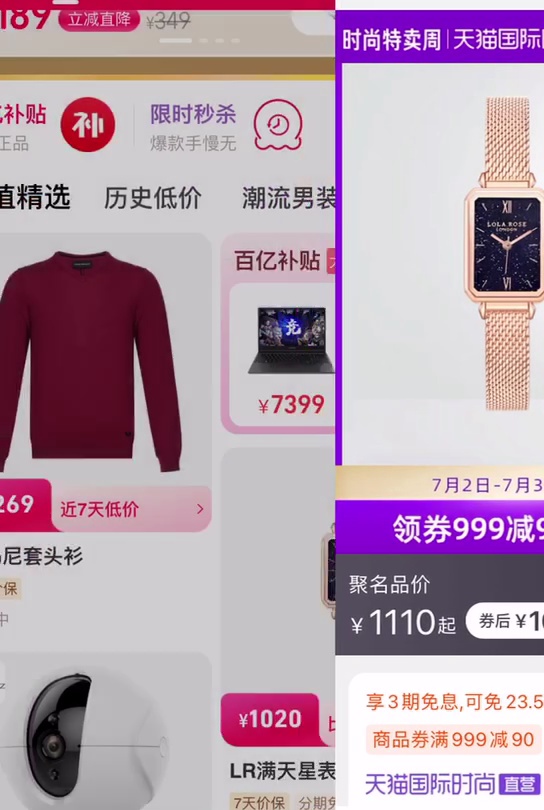 189 立减直降 ¥349
补贴
正品
补
限时秒杀
爆款手慢无
值精选 历史低价 潮流男装
269 近7天低价
尼套头衫
价保
中
百亿补贴
竞
¥7399
¥1020
LR满天星表
7天价保 分期免
时尚特卖周 | 天猫国际
LOLA ROSE
LONDON
7月2日-7月3
领券999减9
聚名品价
¥1110起 券后 ¥10
享3期免息,可免23.5
商品券满999减90
天猫国际时尚 直营